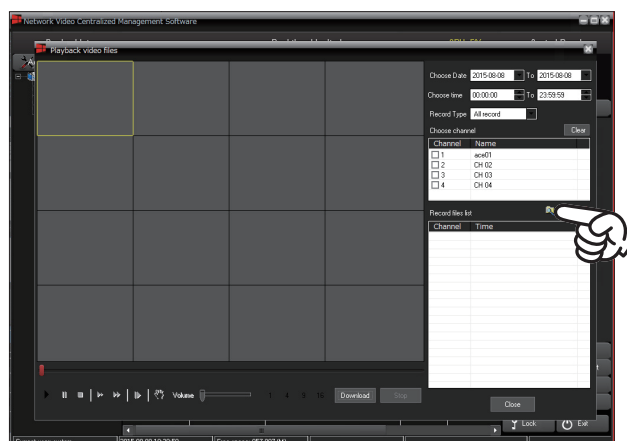 Network Video Centralized Management Software
Playback video files
Choose Date 2015-08-08 To 2015-08-08
Choose time 00:00:00 To 23:59:59
Record Type All record
Choose channel Clear
Channel Name
1 ace01
2 CH 02
3 CH 03
4 CH 04
Record files list
Channel Time
Volume 1 4 9 16 Download Stop
Close
Lock Exit